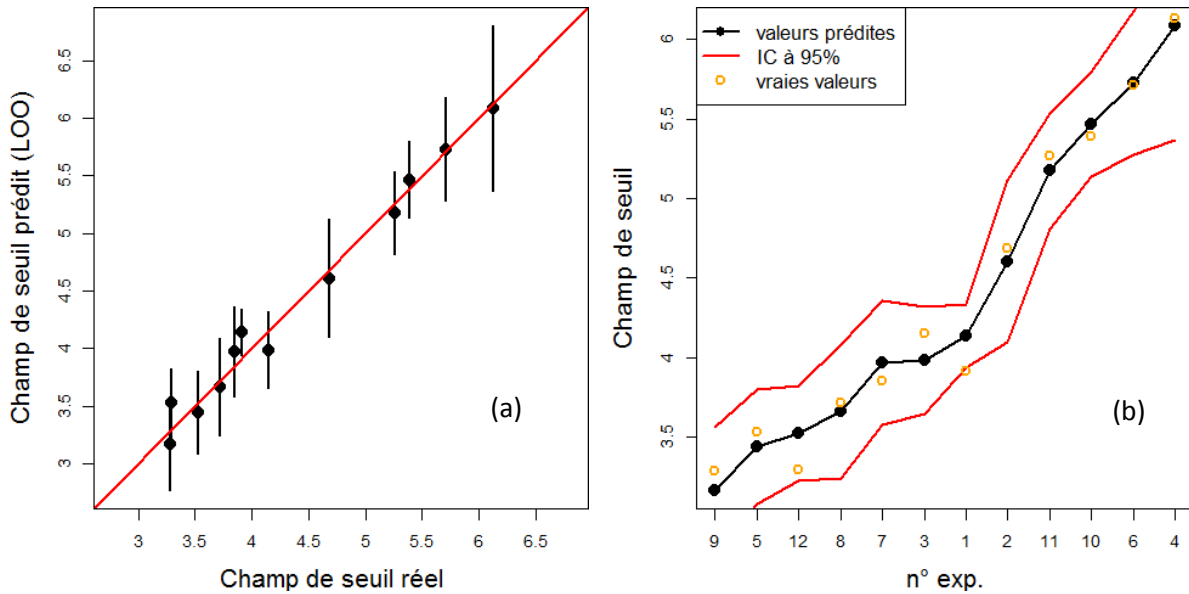 Champ de seuil prédit (LOO)
6.5
6
5.5
5
4.5
4
3.5
3
(a)
3 3.5 4 4.5 5 5.5 6 6.5
Champ de seuil réel
Champ de seuil
6
5.5
5
4.5
4
3.5
valeurs prédites
IC à 95%
vraies valeurs
(b)
9 5 12 8 7 3 1 2 11 10 6 4
n° exp.